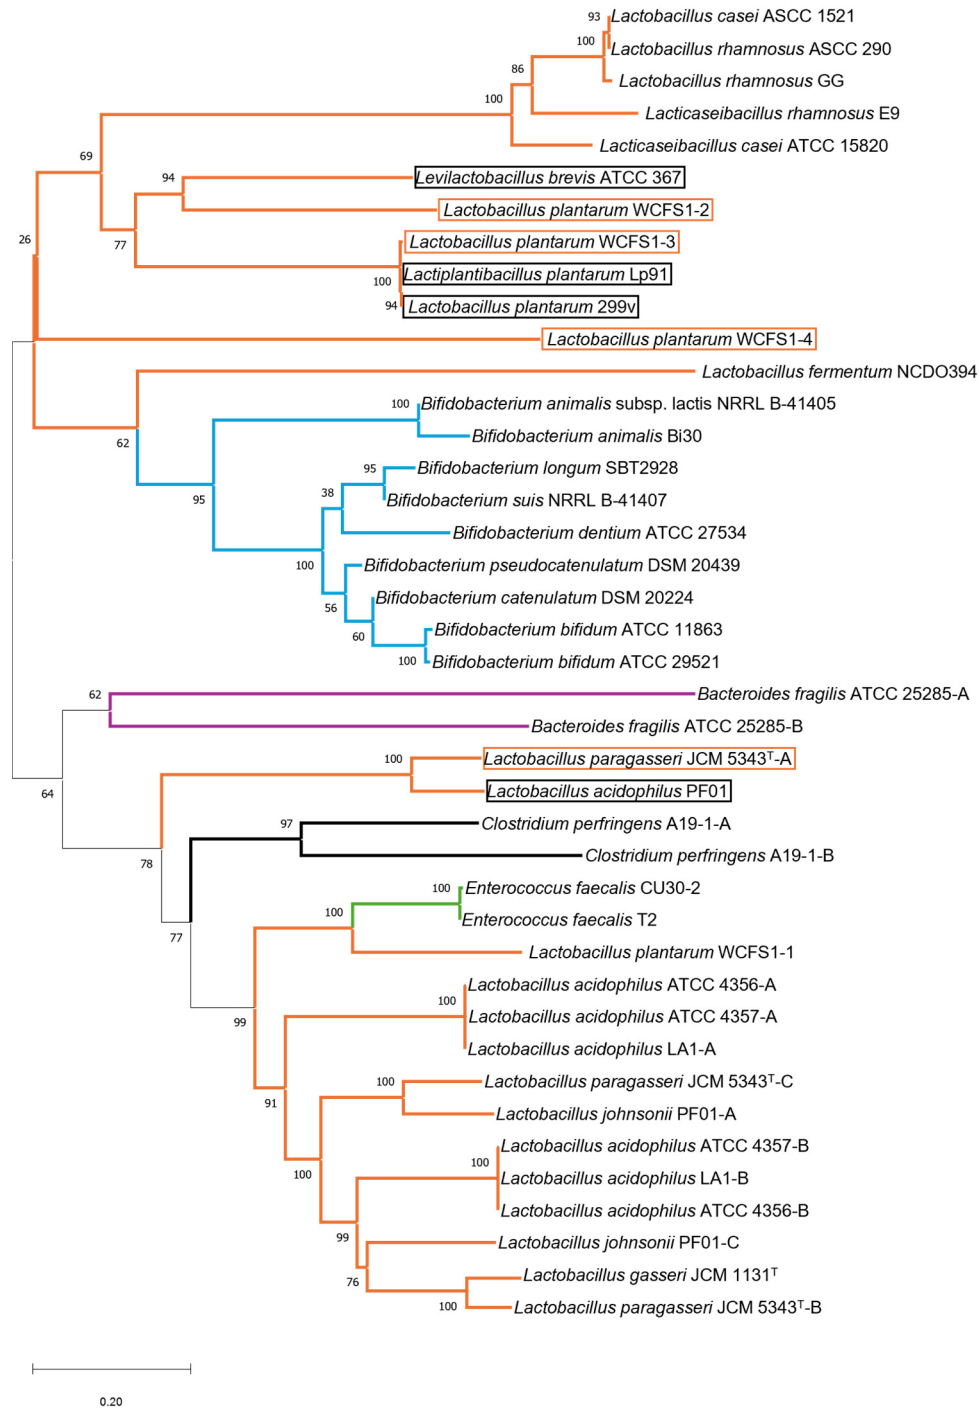 93 Lactobacillus casei ASCC 1521
100 Lactobacillus rhamnosus ASCC 290
86 Lactobacillus rhamnosus GG
100 Lacticaseibacillus rhamnosus E9
Lacticaseibacillus casei ATCC 15820
69
94 Levilactobacillus brevis ATCC 367
Lactobacillus plantarum WCFS1-2
26 77 Lactobacillus plantarum WCFS1-3
100 Lactiplantibacillus plantarum Lp91
94 Lactobacillus plantarum 299v
Lactobacillus plantarum WCFS1-4
Lactobacillus fermentum NCDO394
100 Bifidobacterium animalis subsp. lactis NRRL B-41405
62 Bifidobacterium animalis Bi30
95 Bifidobacterium longum SBT2928
95 38 Bifidobacterium suis NRRL B-41407
Bifidobacterium dentium ATCC 27534
100 Bifidobacterium pseudocatenulatum DSM 20439
56 Bifidobacterium catenulatum DSM 20224
60 Bifidobacterium bifidum ATCC 11863
100 Bifidobacterium bifidum ATCC 29521
62 Bacteroides fragilis ATCC 25285-A
Bacteroides fragilis ATCC 25285-B
100 Lactobacillus paragasseri JCM 5343ᵀ-A
64 Lactobacillus acidophilus PF01
97 Clostridium perfringens A19-1-A
78 Clostridium perfringens A19-1-B
100 Enterococcus faecalis CU30-2
100 Enterococcus faecalis T2
77 Lactobacillus plantarum WCFS1-1
Lactobacillus acidophilus ATCC 4356-A
100 Lactobacillus acidophilus ATCC 4357-A
99 Lactobacillus acidophilus LA1-A
100 Lactobacillus paragasseri JCM 5343ᵀ-C
91 Lactobacillus johnsonii PF01-A
Lactobacillus acidophilus ATCC 4357-B
100 100 Lactobacillus acidophilus LA1-B
Lactobacillus acidophilus ATCC 4356-B
99 Lactobacillus johnsonii PF01-C
76 Lactobacillus gasseri JCM 1131ᵀ
100 Lactobacillus paragasseri JCM 5343ᵀ-B
0.20